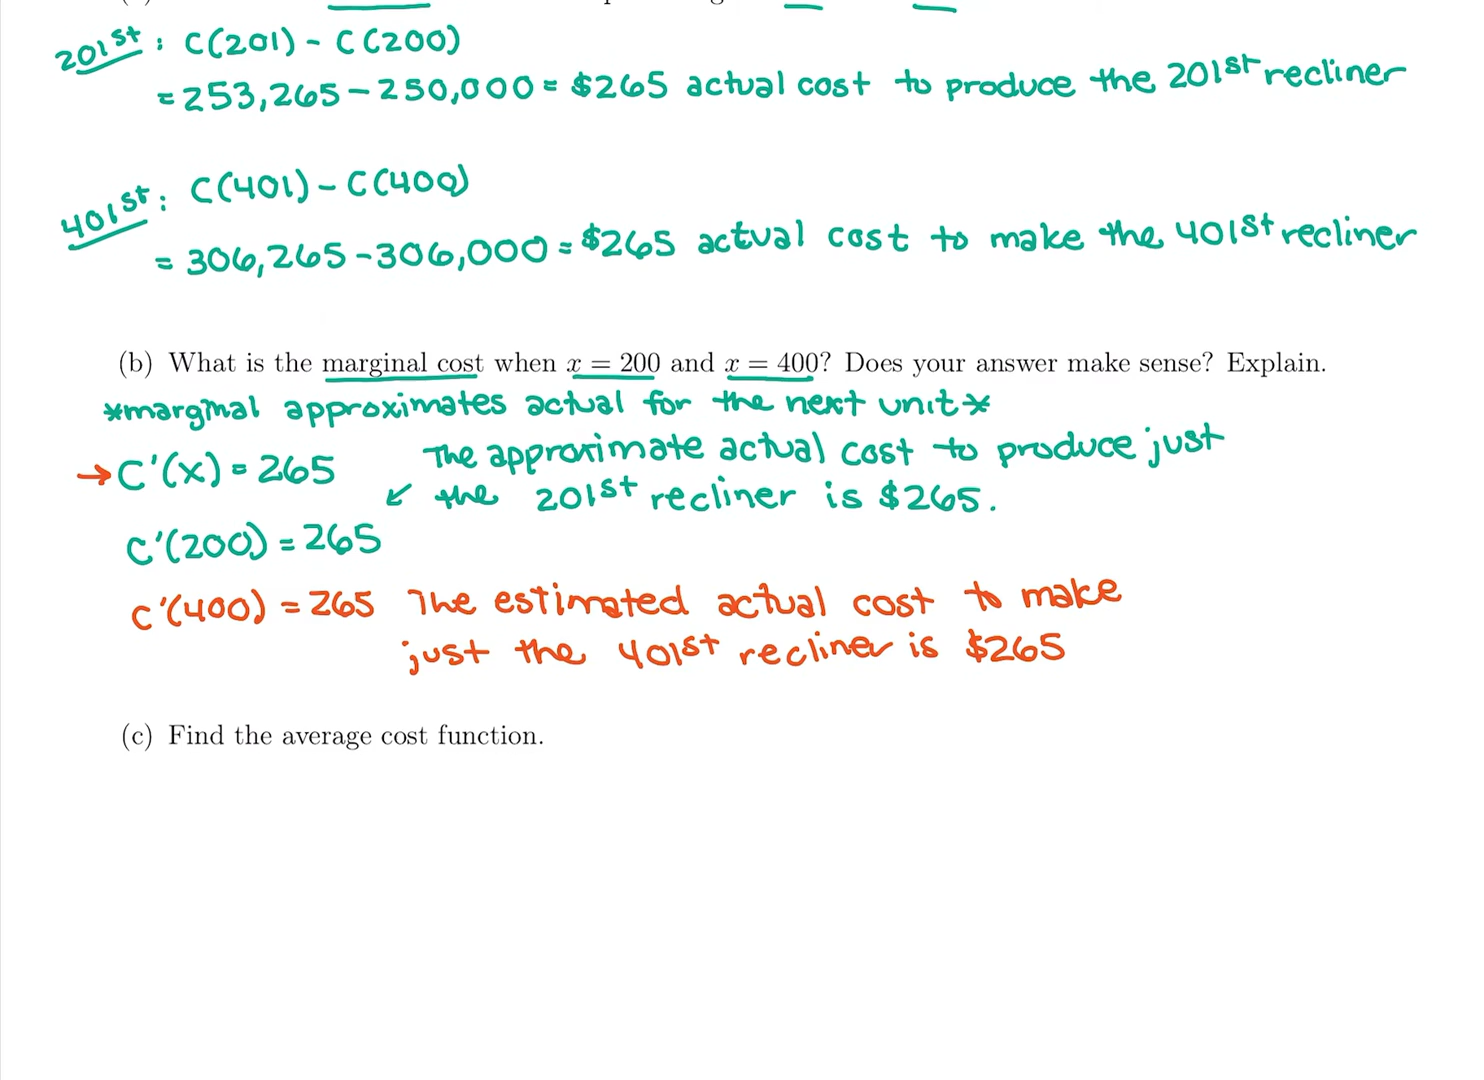 201st: C(201) - C(200)
= 253,265 - 250,000 = $265 actual cost to produce the 201st recliner
401st: C(401) - C(400)
= 306,265 - 306,000 = $265 actual cost to make the 401st recliner
(b) What is the marginal cost when x = 200 and x = 400? Does your answer make sense? Explain.
*marginal approximates actual for the next unit*
→ C'(x) = 265 The approximate actual cost to produce just
↙ the 201st recliner is $265.
C'(200) = 265
C'(400) = 265 The estimated actual cost to make
just the 401st recliner is $265
(c) Find the average cost function.